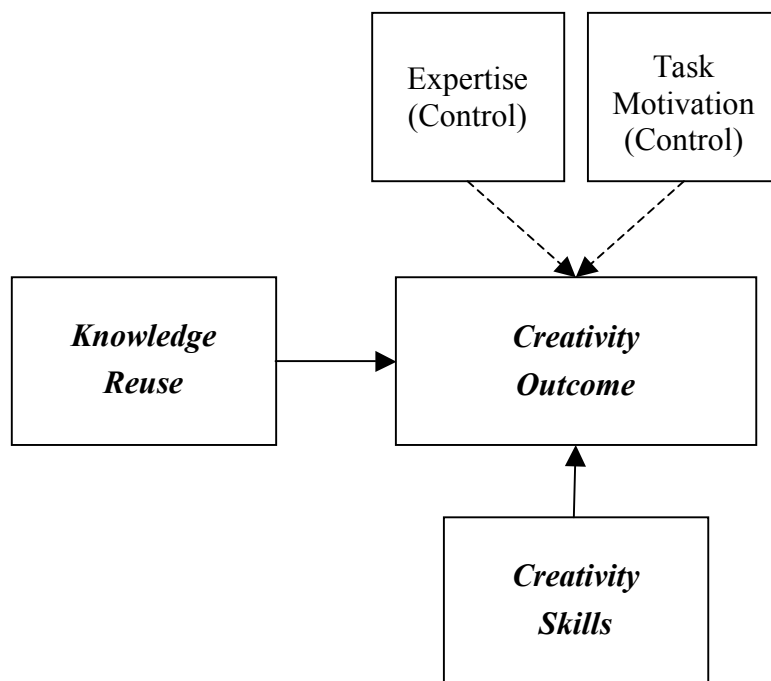 Expertise
(Control)
Task
Motivation
(Control)
Knowledge
Reuse
Creativity
Outcome
Creativity
Skills